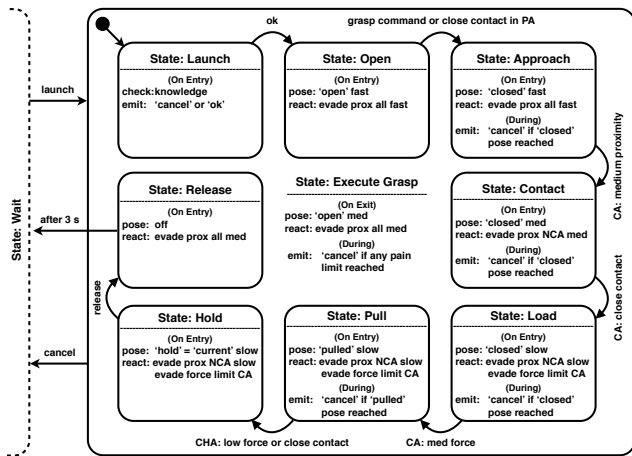 ok
grasp command or close contact in PA
State: Launch
(On Entry)
check:knowledge
emit: 'cancel' or 'ok'
State: Open
(On Entry)
pose: 'open' fast
react: evade prox all fast
State: Approach
(On Entry)
pose: 'closed' fast
react: evade prox all fast
(During)
emit: 'cancel' if 'closed'
pose reached
launch
CA: medium proximity
State: Wait
after 3 s
State: Release
(On Entry)
pose: off
react: evade prox all med
State: Execute Grasp
(On Exit)
pose: 'open' med
react: evade prox all med
(During)
emit: 'cancel' if any pain
limit reached
State: Contact
(On Entry)
pose: 'closed' med
react: evade prox NCA med
(During)
emit: 'cancel' if 'closed'
pose reached
release
CA: close contact
cancel
State: Hold
(On Entry)
pose: 'hold' = 'current' slow
react: evade prox NCA slow
evade force limit CA
State: Pull
(On Entry)
pose: 'pulled' slow
react: evade prox NCA slow
evade force limit CA
(During)
emit: 'cancel' if 'pulled'
pose reached
State: Load
(On Entry)
pose: 'closed' slow
react: evade prox NCA slow
evade force limit CA
(During)
emit: 'cancel' if 'closed'
pose reached
CHA: low force or close contact
CA: med force